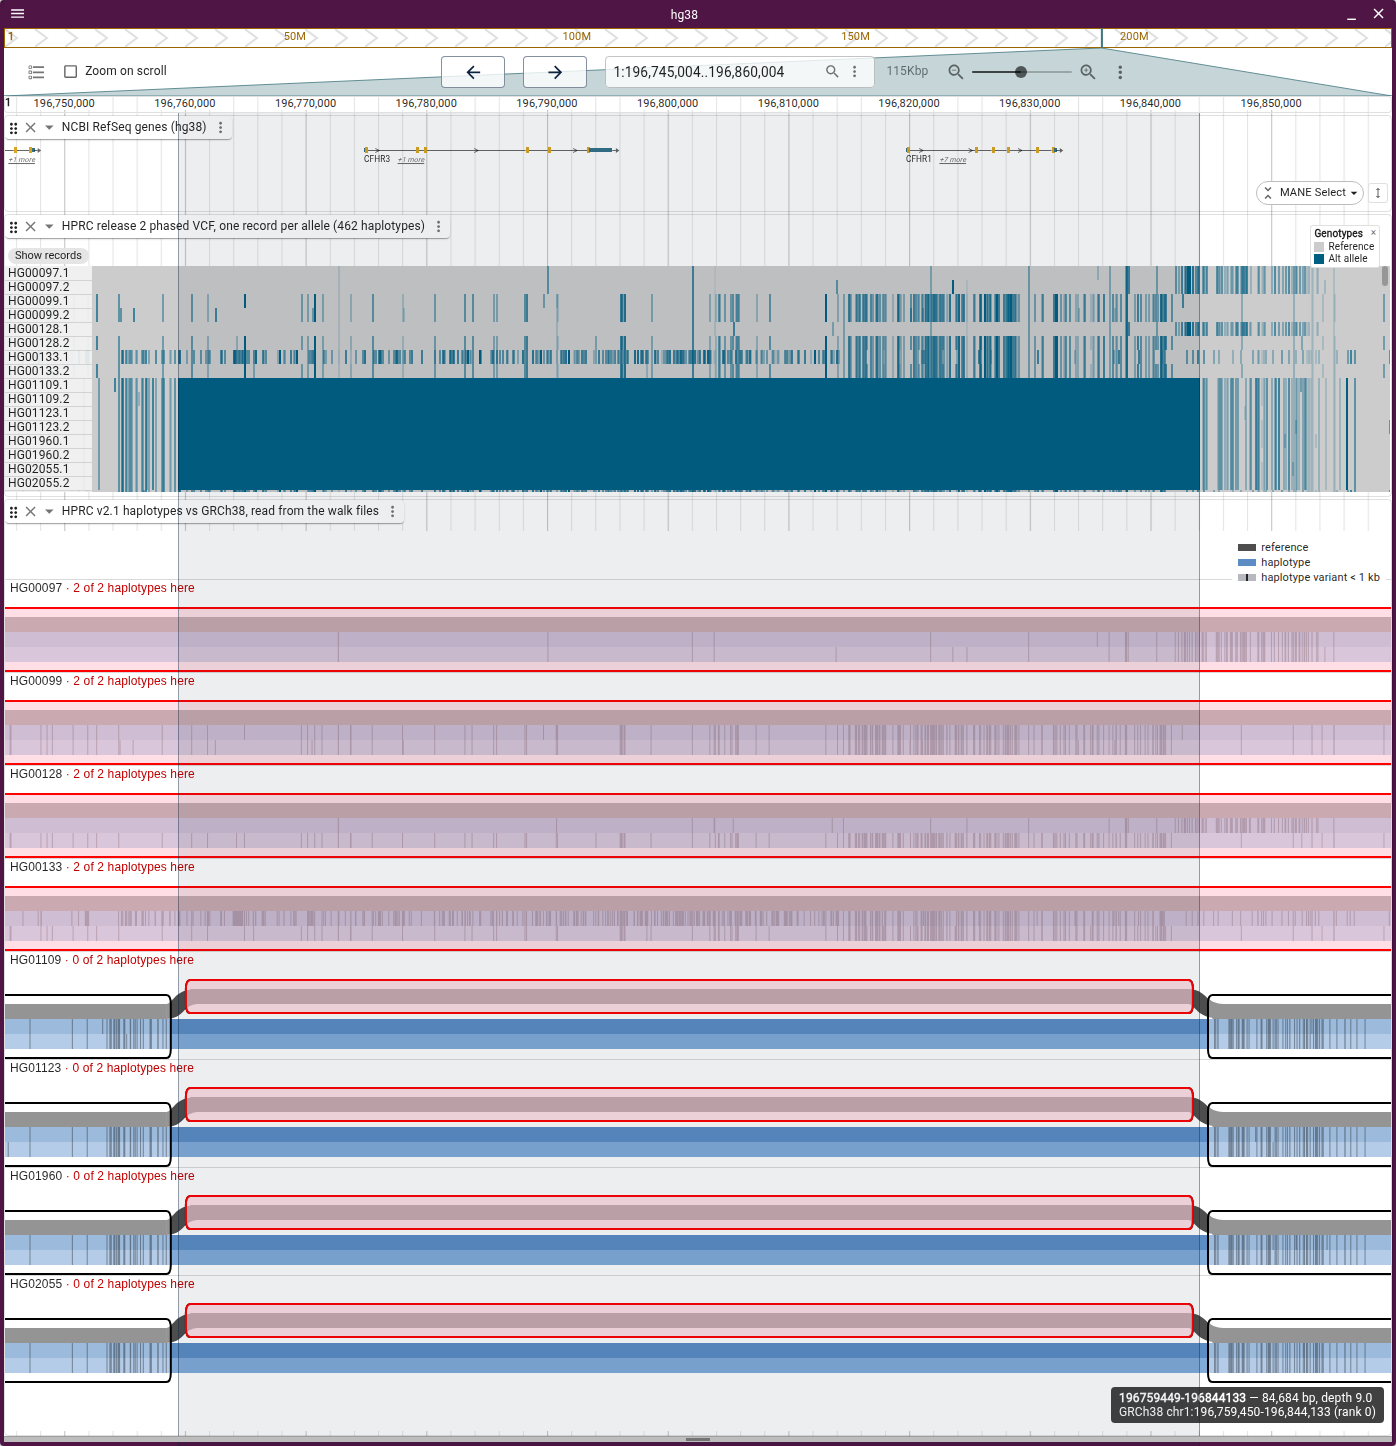 hg38
1 50M 100M 150M 200M
Zoom on scroll
1:196,745,004..196,860,004
115Kbp
1 196,750,000 196,760,000 196,770,000 196,780,000 196,790,000 196,800,000 196,810,000 196,820,000 196,830,000 196,840,000 196,850,000
NCBI RefSeq genes (hg38)
+1 more
CFHR3 +1 more
CFHR1 +7 more
MANE Select
HPRC release 2 phased VCF, one record per allele (462 haplotypes)
Show records
Genotypes ×
Reference
Alt allele
HG00097.1
HG00097.2
HG00099.1
HG00099.2
HG00128.1
HG00128.2
HG00133.1
HG00133.2
HG01109.1
HG01109.2
HG01123.1
HG01123.2
HG01960.1
HG01960.2
HG02055.1
HG02055.2
HPRC v2.1 haplotypes vs GRCh38, read from the walk files
reference
haplotype
haplotype variant < 1 kb
HG00097 · 2 of 2 haplotypes here
HG00099 · 2 of 2 haplotypes here
HG00128 · 2 of 2 haplotypes here
HG00133 · 2 of 2 haplotypes here
HG01109 · 0 of 2 haplotypes here
HG01123 · 0 of 2 haplotypes here
HG01960 · 0 of 2 haplotypes here
HG02055 · 0 of 2 haplotypes here
196759449-196844133 — 84,684 bp, depth 9.0
GRCh38 chr1:196,759,450-196,844,133 (rank 0)